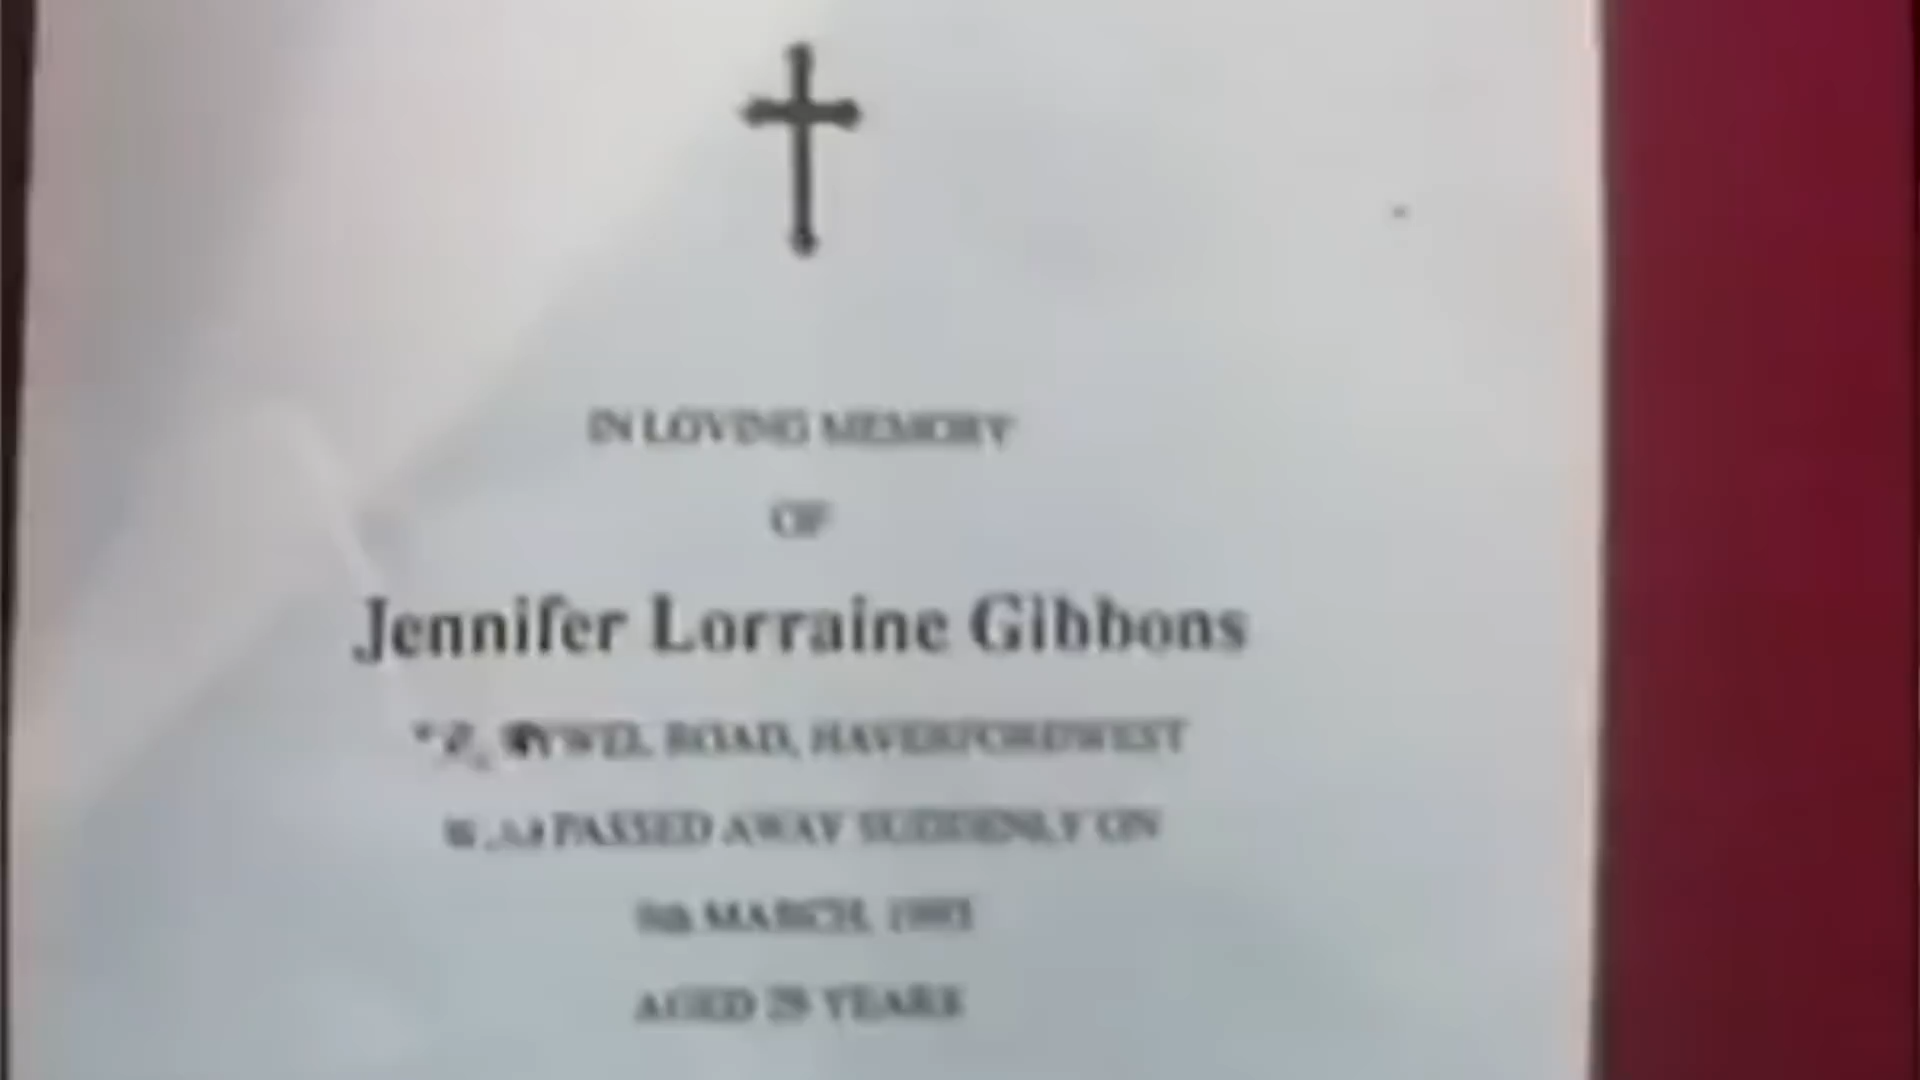 IN LOVING MEMORY
OF
Jennifer Lorraine Gibbons
ROAD, HAVERFORDWEST
PASSED AWAY SUDDENLY ON
MARCH,
AGED YEARS